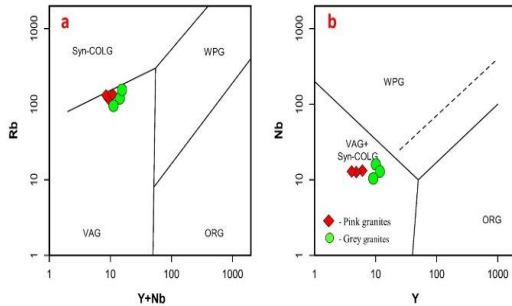 a
Syn-COLG
WPG
VAG
ORG
1 10 100 1000
Rb
1 10 100 1000
Y+Nb
b
WPG
VAG+
Syn-COLG
- Pink granites
- Grey granites
ORG
1 10 100 1000
Nb
1 10 100 1000
Y